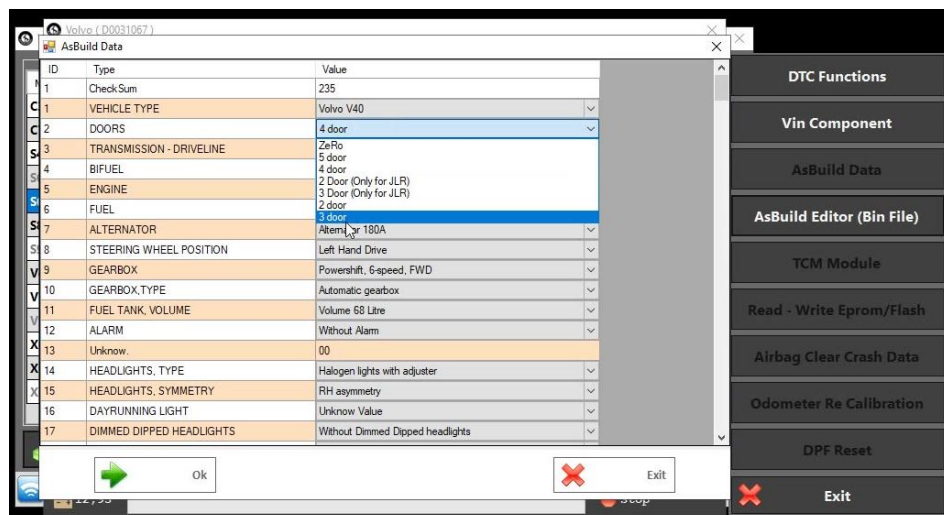 Volvo ( D0031067 )
AsBuild Data
ID Type Value
1 Check Sum 235
1 VEHICLE TYPE Volvo V40
2 DOORS 4 door
3 TRANSMISSION - DRIVELINE
4 BIFUEL
5 ENGINE
6 FUEL
ZeRo
5 door
4 door
2 Door (Only for JLR)
3 Door (Only for JLR)
2 door
3 door
7 ALTERNATOR Alternator 180A
8 STEERING WHEEL POSITION Left Hand Drive
9 GEARBOX Powershift, 6-speed, FWD
10 GEARBOX,TYPE Automatic gearbox
11 FUEL TANK, VOLUME Volume 68 Litre
12 ALARM Without Alarm
13 Unknow. 00
14 HEADLIGHTS, TYPE Halogen lights with adjuster
15 HEADLIGHTS, SYMMETRY RH asymmetry
16 DAYRUNNING LIGHT Unknow Value
17 DIMMED DIPPED HEADLIGHTS Without Dimmed Dipped headlights
Ok
Exit
DTC Functions
Vin Component
AsBuild Data
AsBuild Editor (Bin File)
TCM Module
Read - Write Eprom/Flash
Airbag Clear Crash Data
Odometer Re Calibration
DPF Reset
Exit